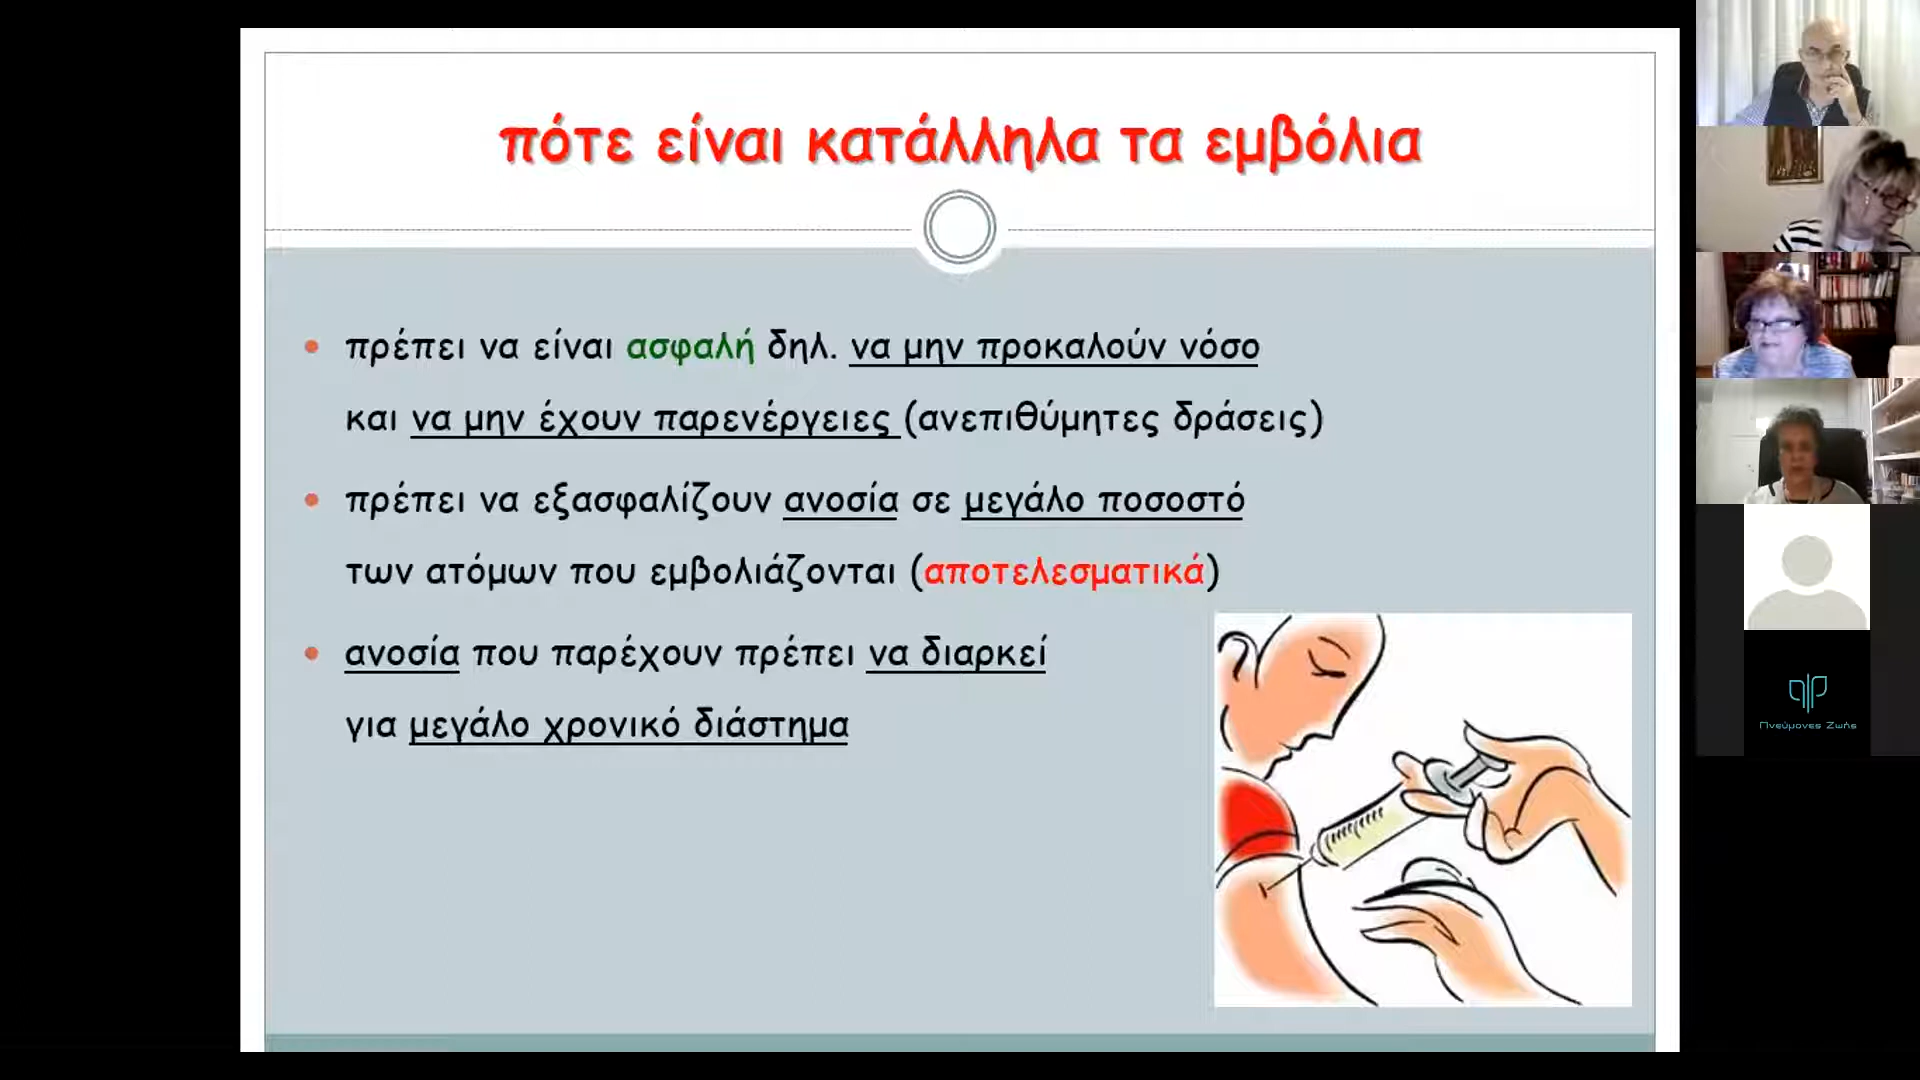 πότε είναι κατάλληλα τα εμβόλια
• πρέπει να είναι ασφαλή δηλ. να μην προκαλούν νόσο
και να μην έχουν παρενέργειες (ανεπιθύμητες δράσεις)
• πρέπει να εξασφαλίζουν ανοσία σε μεγάλο ποσοστό
των ατόμων που εμβολιάζονται (αποτελεσματικά)
• ανοσία που παρέχουν πρέπει να διαρκεί
για μεγάλο χρονικό διάστημα
Πνεύμονες Ζωής